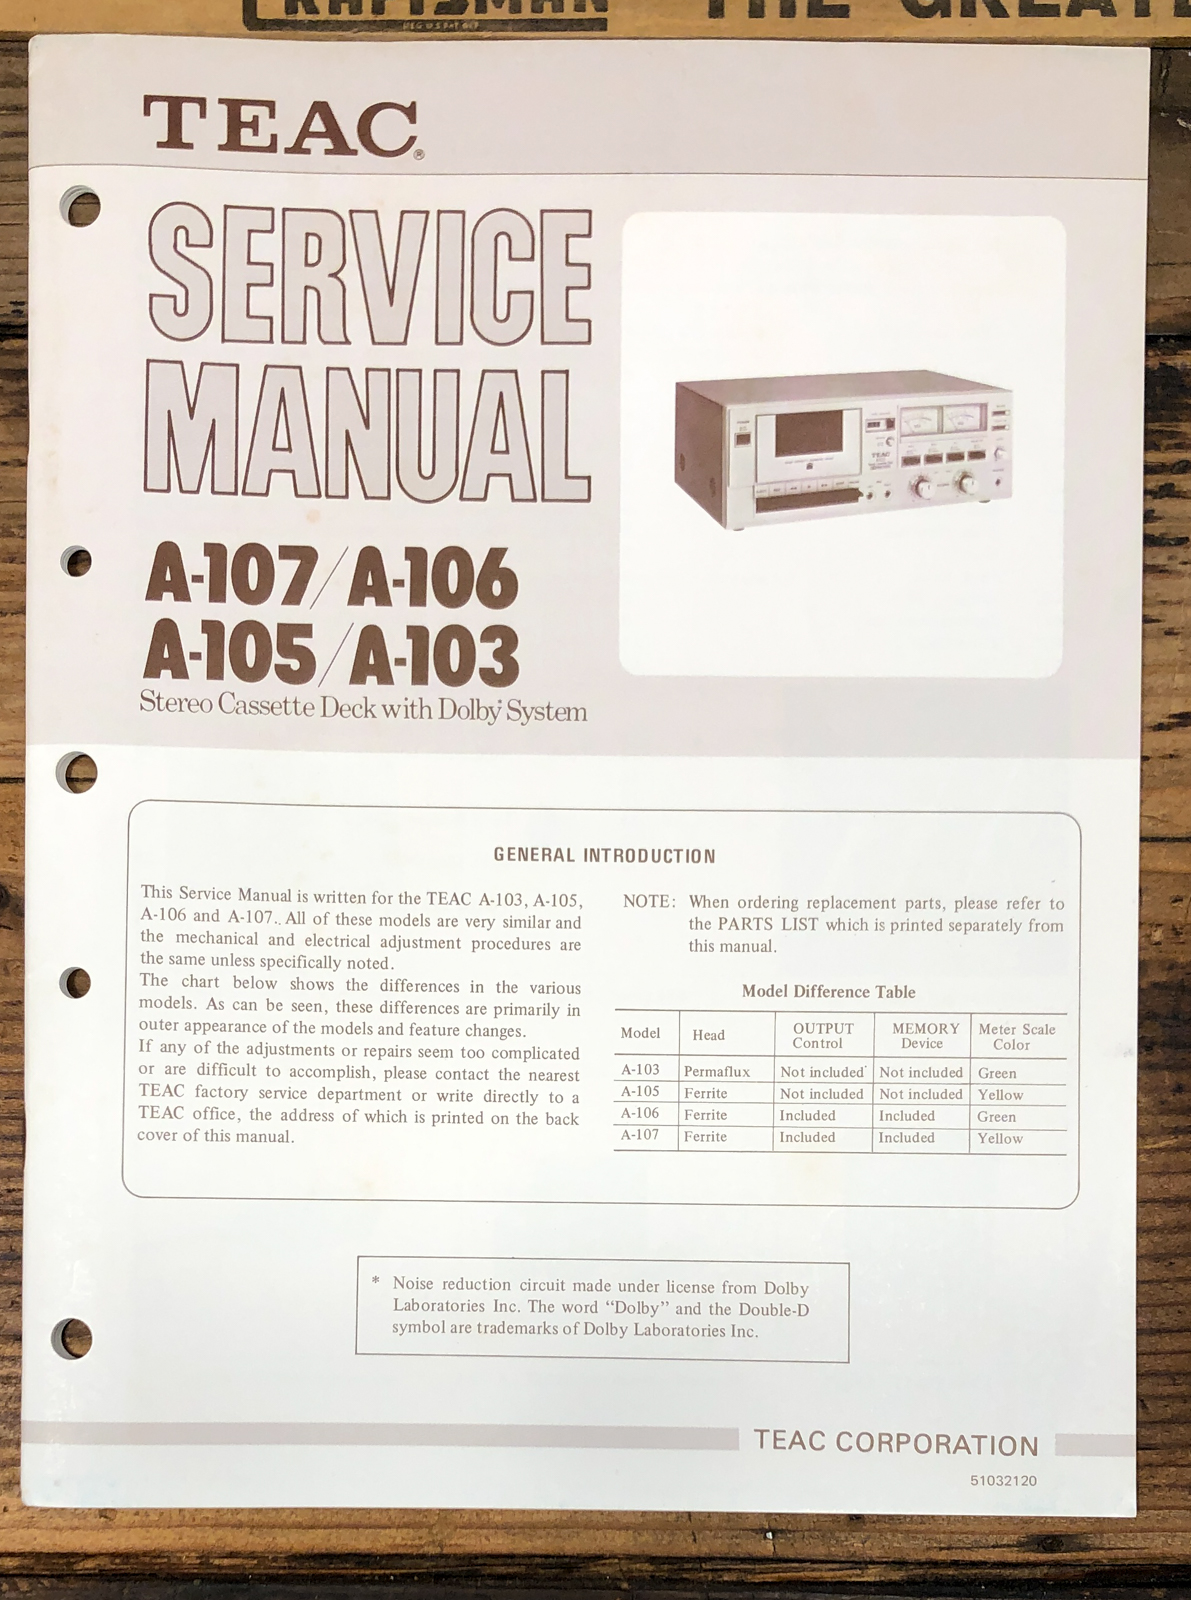 CRAFTSMAN
REG U S PAT OFF
THE GREATE
TEAC®
SERVICE
MANUAL
A-107/A-106
A-105/A-103
Stereo Cassette Deck with Dolby* System
TEAC
GENERAL INTRODUCTION
This Service Manual is written for the TEAC A-103, A-105,
A-106 and A-107.. All of these models are very similar and
the mechanical and electrical adjustment procedures are
the same unless specifically noted.
The chart below shows the differences in the various
models. As can be seen, these differences are primarily in
outer appearance of the models and feature changes.
If any of the adjustments or repairs seem too complicated
or are difficult to accomplish, please contact the nearest
TEAC factory service department or write directly to a
TEAC office, the address of which is printed on the back
cover of this manual.
NOTE: When ordering replacement parts, please refer to
the PARTS LIST which is printed separately from
this manual.
Model Difference Table
Model Head OUTPUT Control MEMORY Device Meter Scale Color
A-103 Permaflux Not included Not included Green
A-105 Ferrite Not included Not included Yellow
A-106 Ferrite Included Included Green
A-107 Ferrite Included Included Yellow
* Noise reduction circuit made under license from Dolby
Laboratories Inc. The word “Dolby” and the Double-D
symbol are trademarks of Dolby Laboratories Inc.
TEAC CORPORATION
51032120